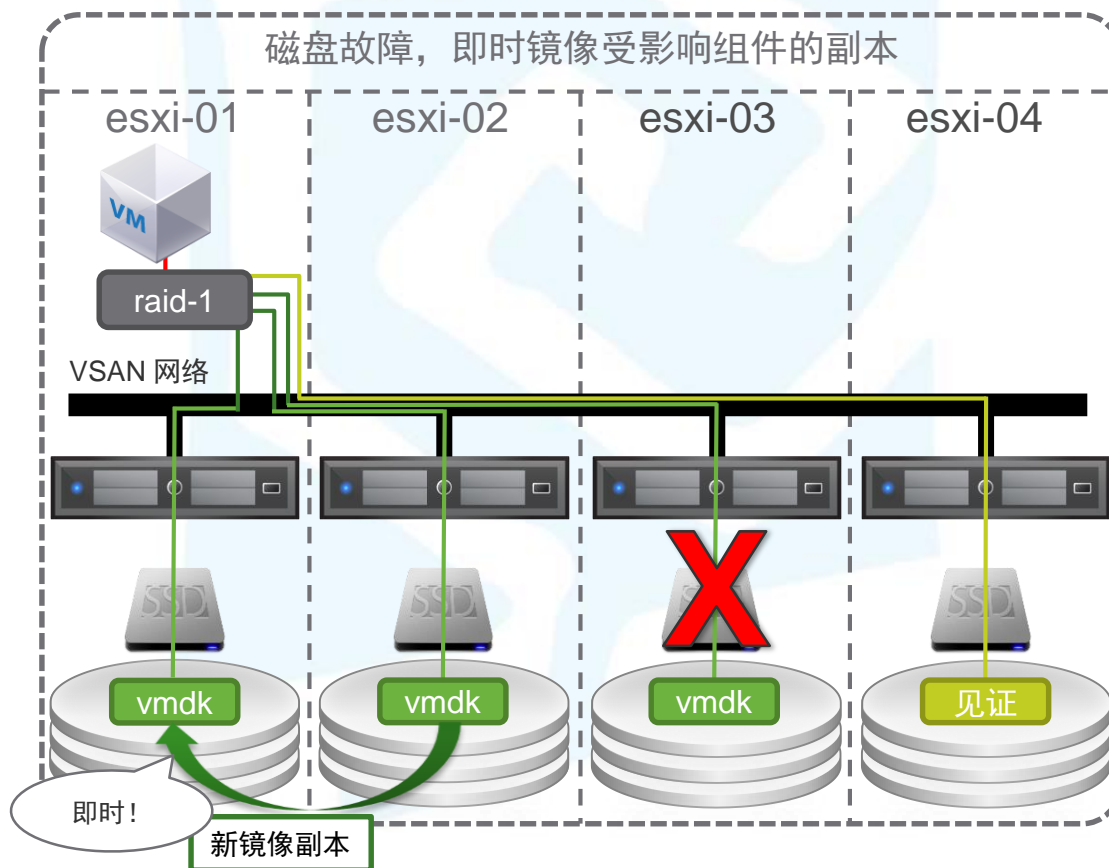 磁盘故障，即时镜像受影响组件的副本
esxi-01
esxi-02
esxi-03
esxi-04
VM
raid-1
VSAN 网络
SSD
SSD
SSD
SSD
vmdk
vmdk
X
vmdk
见证
即时！
新镜像副本